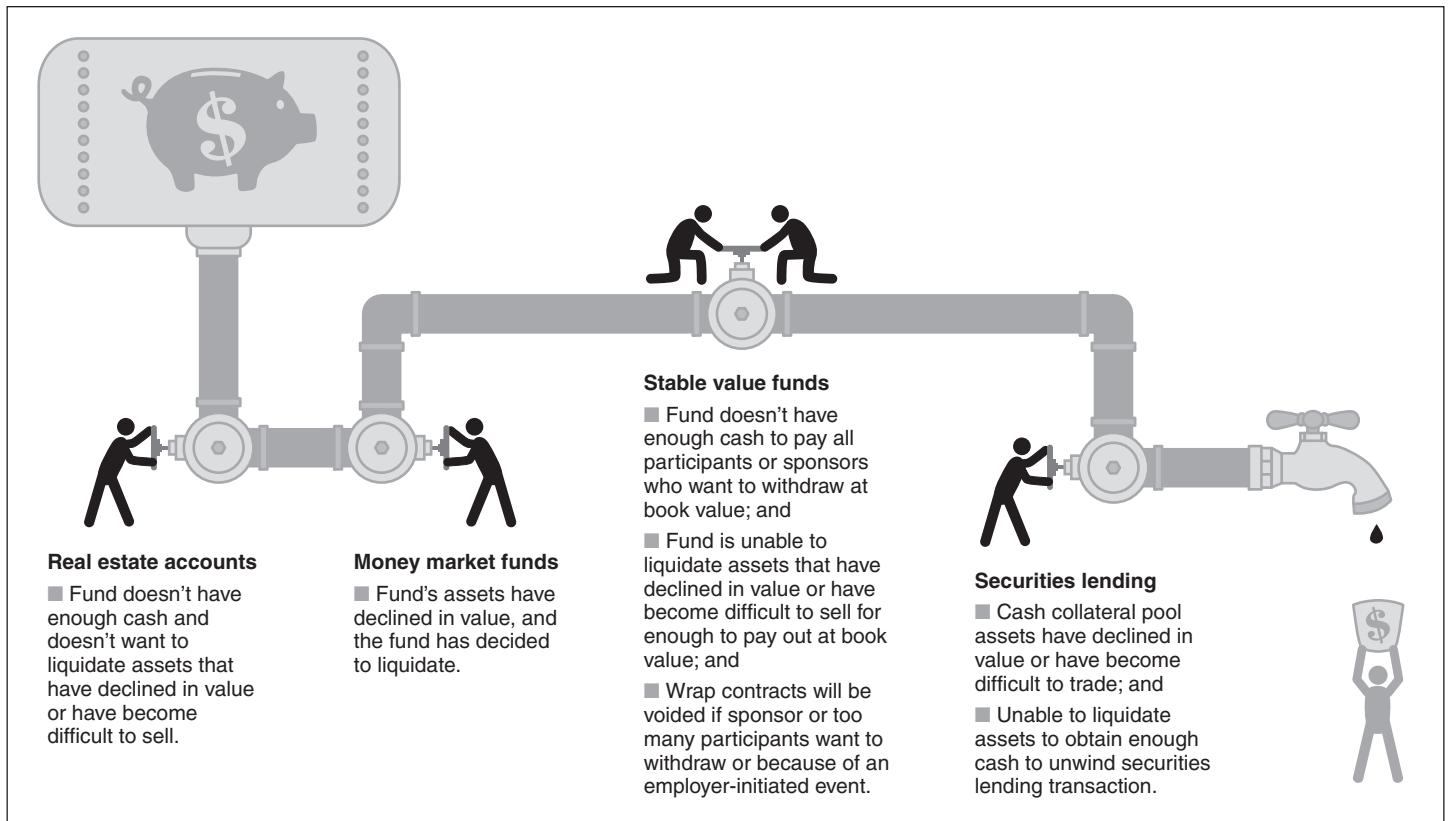 $
Real estate accounts
■ Fund doesn't have
enough cash and
doesn't want to
liquidate assets that
have declined in value
or have become
difficult to sell.
Money market funds
■ Fund's assets have
declined in value, and
the fund has decided
to liquidate.
Stable value funds
■ Fund doesn't have
enough cash to pay all
participants or sponsors
who want to withdraw at
book value; and
■ Fund is unable to
liquidate assets that have
declined in value or have
become difficult to sell for
enough to pay out at book
value; and
■ Wrap contracts will be
voided if sponsor or too
many participants want to
withdraw or because of an
employer-initiated event.
Securities lending
■ Cash collateral pool
assets have declined in
value or have become
difficult to trade; and
■ Unable to liquidate
assets to obtain enough
cash to unwind securities
lending transaction.
$